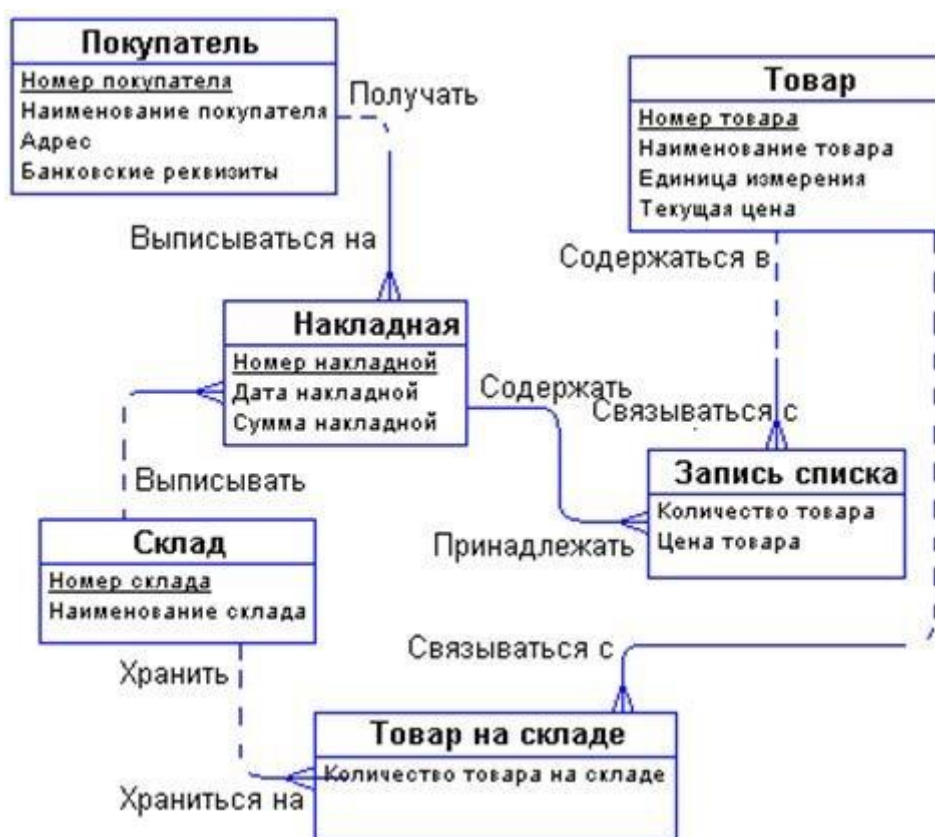 Покупатель
Номер покупателя
Наименование покупателя
Адрес
Банковские реквизиты
Получать
Товар
Номер товара
Наименование товара
Единица измерения
Текущая цена
Выписываться на
Содержаться в
Накладная
Номер накладной
Дата накладной
Сумма накладной
Содержать
Связываться с
Запись списка
Количество товара
Цена товара
Выписывать
Принадлежать
Склад
Номер склада
Наименование склада
Хранить
Связываться с
Товар на складе
Количество товара на складе
Храниться на